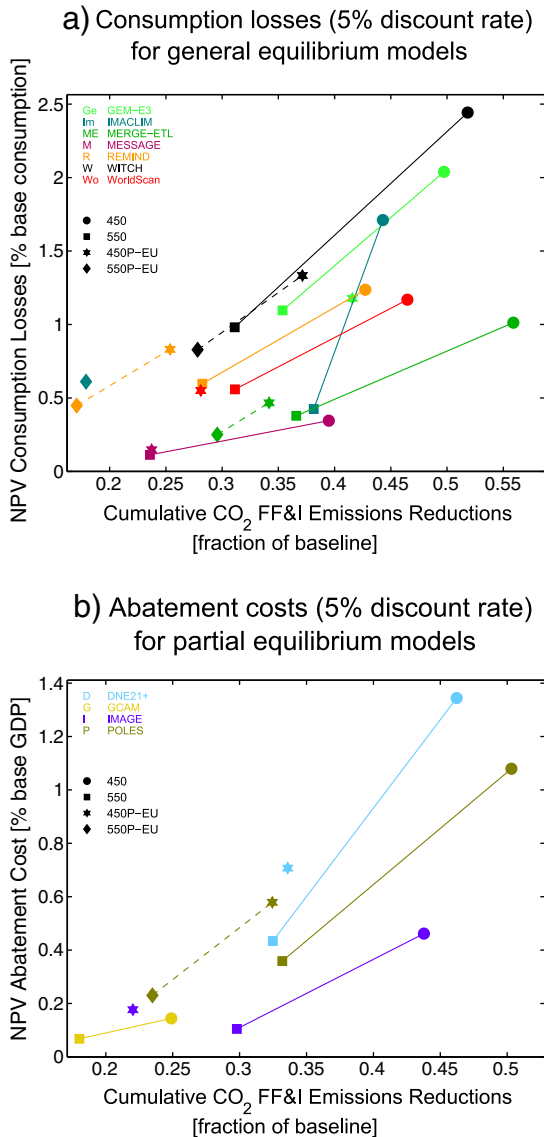 a) Consumption losses (5% discount rate)
for general equilibrium models
NPV Consumption Losses [% base consumption]
2.5
2
1.5
1
0.5
0
Ge GEM−E3
Im IMACLIM
ME MERGE−ETL
M MESSAGE
R REMIND
W WITCH
Wo WorldScan
450
550
450P−EU
550P−EU
0.2 0.25 0.3 0.35 0.4 0.45 0.5 0.55
Cumulative CO2 FF&I Emissions Reductions
[fraction of baseline]
b) Abatement costs (5% discount rate)
for partial equilibrium models
NPV Abatement Cost [% base GDP]
1.4
1.2
1
0.8
0.6
0.4
0.2
0
D DNE21+
G GCAM
I IMAGE
P POLES
450
550
450P−EU
550P−EU
0.2 0.25 0.3 0.35 0.4 0.45 0.5
Cumulative CO2 FF&I Emissions Reductions
[fraction of baseline]